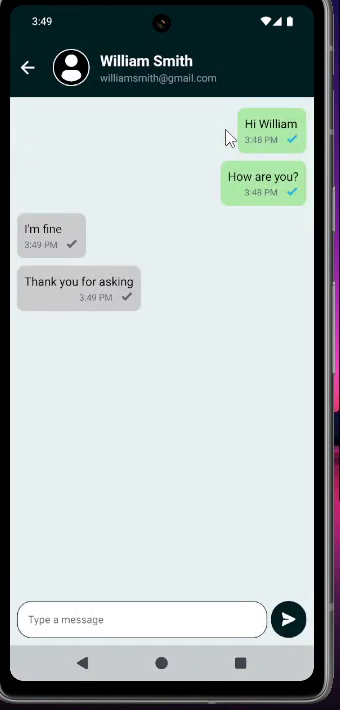 3:49
William Smith
williamsmith@gmail.com
Hi William
3:48 PM
How are you?
3:48 PM
I'm fine
3:49 PM
Thank you for asking
3:49 PM
Type a message